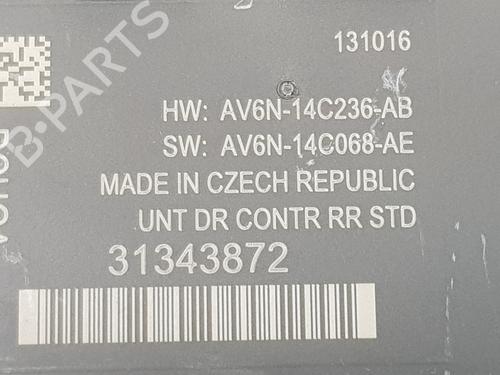 131016
HW: AV6N-14C236-AB
SW: AV6N-14C068-AE
MADE IN CZECH REPUBLIC
UNT DR CONTR RR STD
31343872
B-PARTS